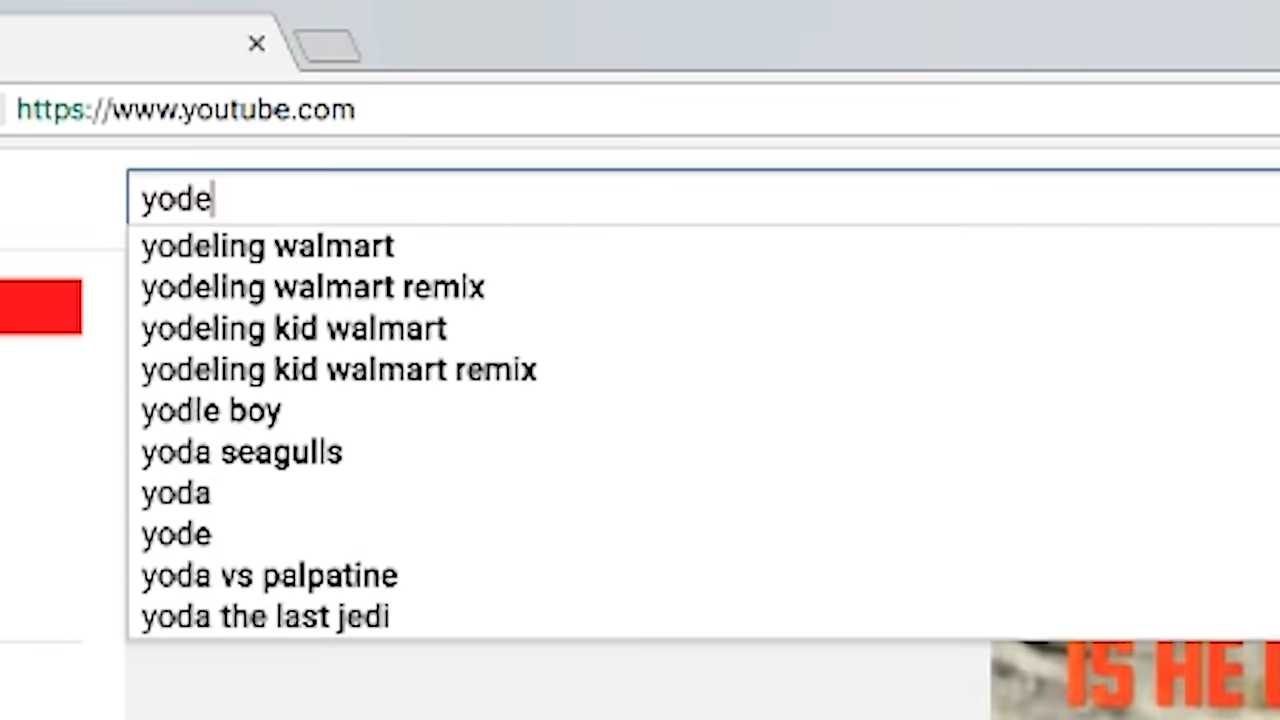 https://www.youtube.com
yode
yodeling walmart
yodeling walmart remix
yodeling kid walmart
yodeling kid walmart remix
yodle boy
yoda seagulls
yoda
yode
yoda vs palpatine
yoda the last jedi
IS HE